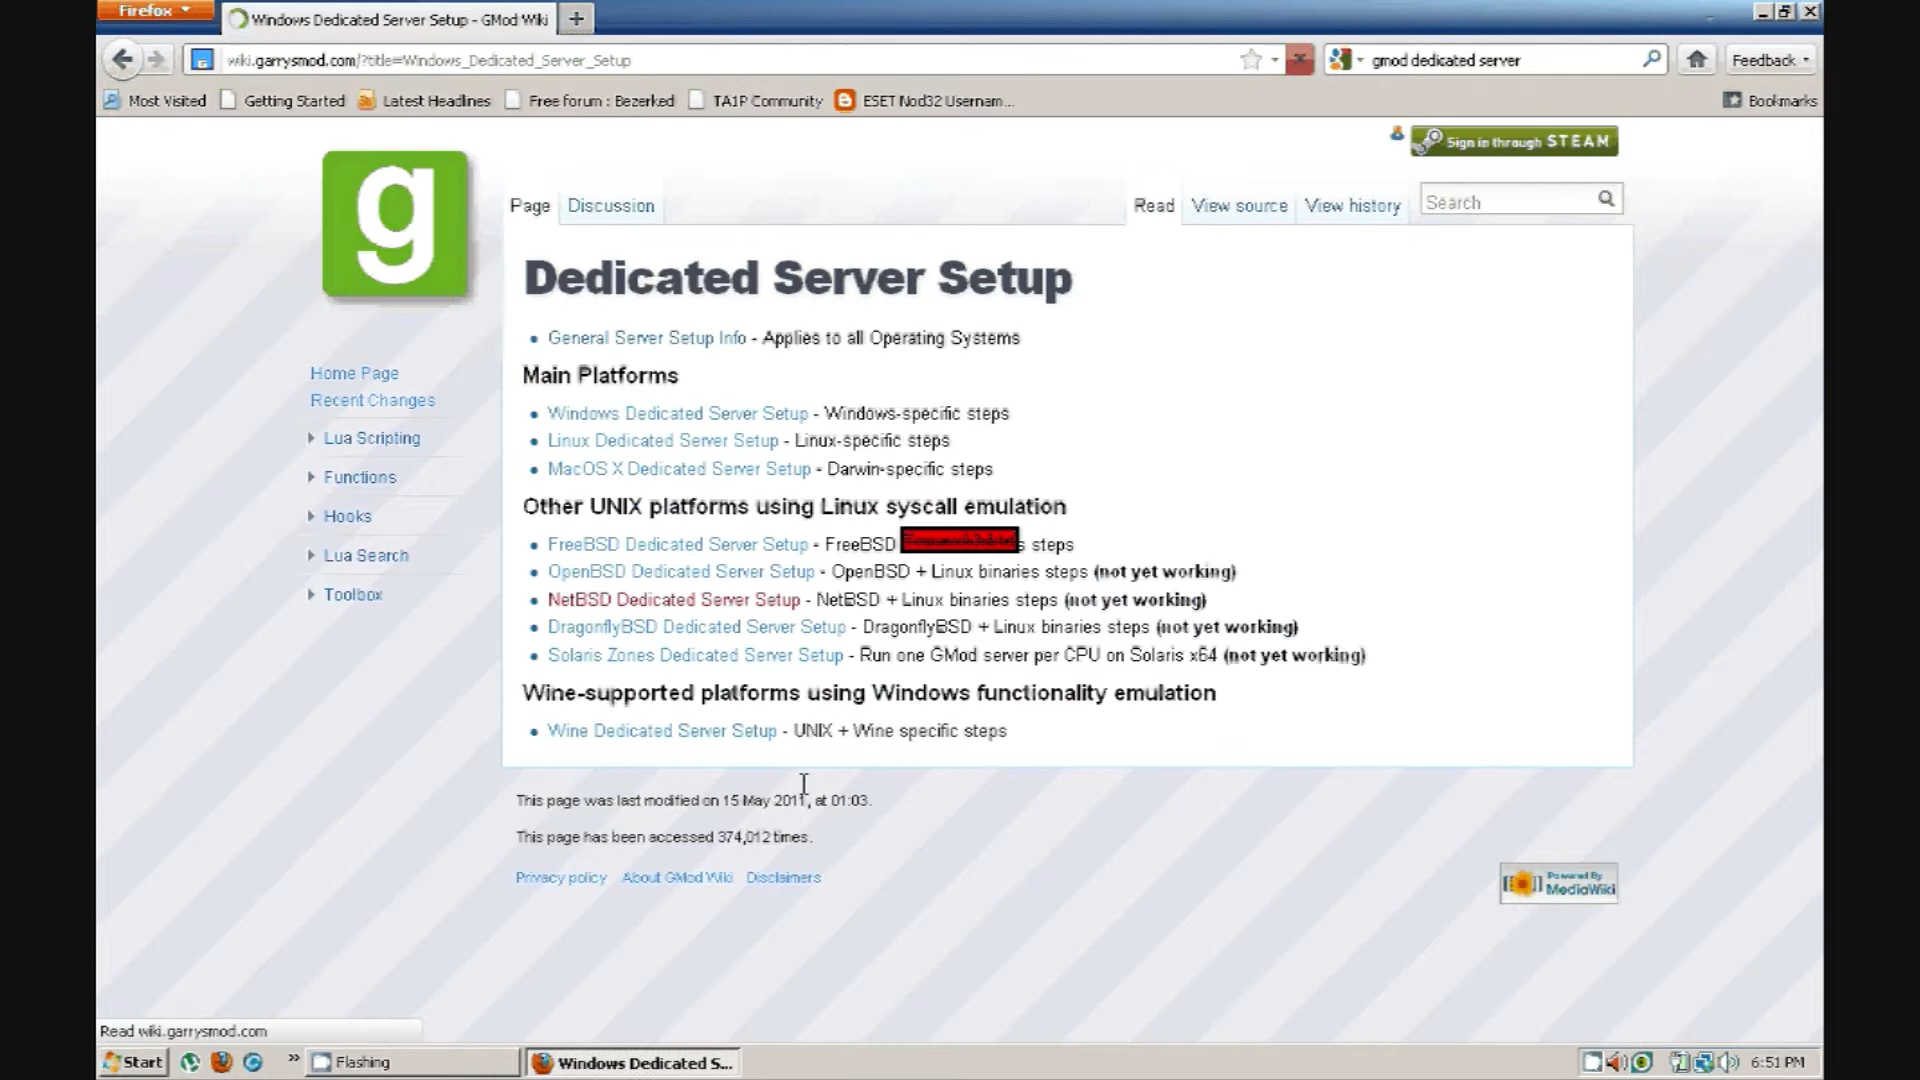 Firefox
Windows Dedicated Server Setup - GMod Wiki
wiki.garrysmod.com/?title=Windows_Dedicated_Server_Setup
gmod dedicated server
Feedback
Most Visited
Getting Started
Latest Headlines
Free forum : Bezerked
TA1P Community
ESET Nod32 Usernam...
Bookmarks
Sign in through STEAM
g
Page
Discussion
Read
View source
View history
Search
Dedicated Server Setup
General Server Setup Info - Applies to all Operating Systems
Main Platforms
Windows Dedicated Server Setup - Windows-specific steps
Linux Dedicated Server Setup - Linux-specific steps
MacOS X Dedicated Server Setup - Darwin-specific steps
Other UNIX platforms using Linux syscall emulation
FreeBSD Dedicated Server Setup - FreeBSD s steps
OpenBSD Dedicated Server Setup - OpenBSD + Linux binaries steps (not yet working)
NetBSD Dedicated Server Setup - NetBSD + Linux binaries steps (not yet working)
DragonflyBSD Dedicated Server Setup - DragonflyBSD + Linux binaries steps (not yet working)
Solaris Zones Dedicated Server Setup - Run one GMod server per CPU on Solaris x64 (not yet working)
Wine-supported platforms using Windows functionality emulation
Wine Dedicated Server Setup - UNIX + Wine specific steps
Home Page
Recent Changes
Lua Scripting
Functions
Hooks
Lua Search
Toolbox
This page was last modified on 15 May 2011, at 01:03.
This page has been accessed 374,012 times.
Privacy policy
About GMod Wiki
Disclaimers
Powered By
MediaWiki
Read wiki.garrysmod.com
Start
Flashing
Windows Dedicated S...
6:51 PM